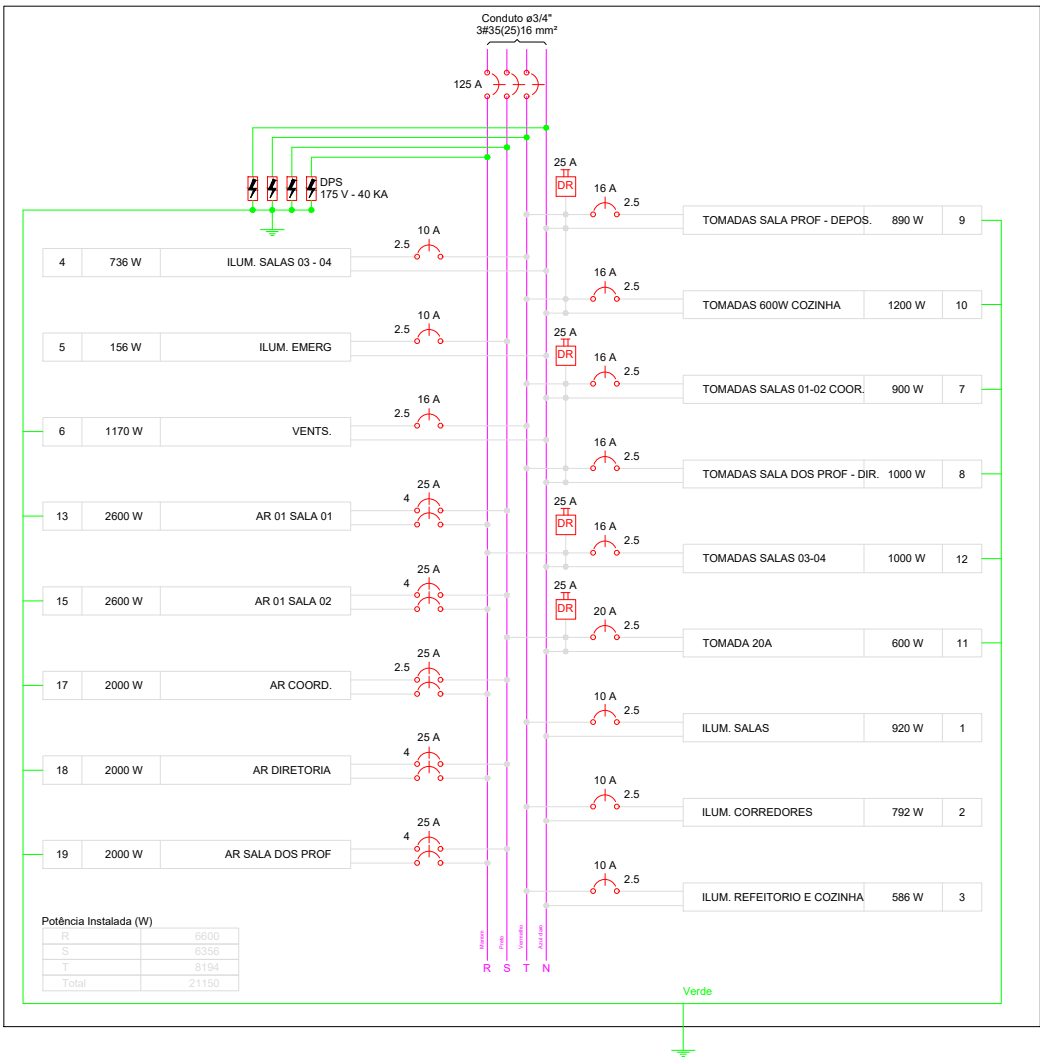 Conduto ø3/4"
3#35(25)16 mm²
125 A
DPS
175 V - 40 KA
10 A
2.5
4 736 W ILUM. SALAS 03 - 04
10 A
2.5
5 156 W ILUM. EMERG
16 A
2.5
6 1170 W VENTS.
25 A
4
13 2600 W AR 01 SALA 01
25 A
4
15 2600 W AR 01 SALA 02
25 A
2.5
17 2000 W AR COORD.
25 A
4
18 2000 W AR DIRETORIA
25 A
4
19 2000 W AR SALA DOS PROF
25 A
DR
16 A
2.5
TOMADAS SALA PROF - DEPOS. 890 W 9
16 A
2.5
TOMADAS 600W COZINHA 1200 W 10
25 A
DR
16 A
2.5
TOMADAS SALAS 01-02 COOR. 900 W 7
16 A
2.5
TOMADAS SALA DOS PROF - DIR. 1000 W 8
25 A
DR
16 A
2.5
TOMADAS SALAS 03-04 1000 W 12
25 A
DR
20 A
2.5
TOMADA 20A 600 W 11
10 A
2.5
ILUM. SALAS 920 W 1
10 A
2.5
ILUM. CORREDORES 792 W 2
10 A
2.5
ILUM. REFEITORIO E COZINHA 586 W 3
Potência Instalada (W)
R 6600
S 6356
T 8194
Total 21150
Marrom
Preto
Vermelho
Azul claro
R S T N
Verde